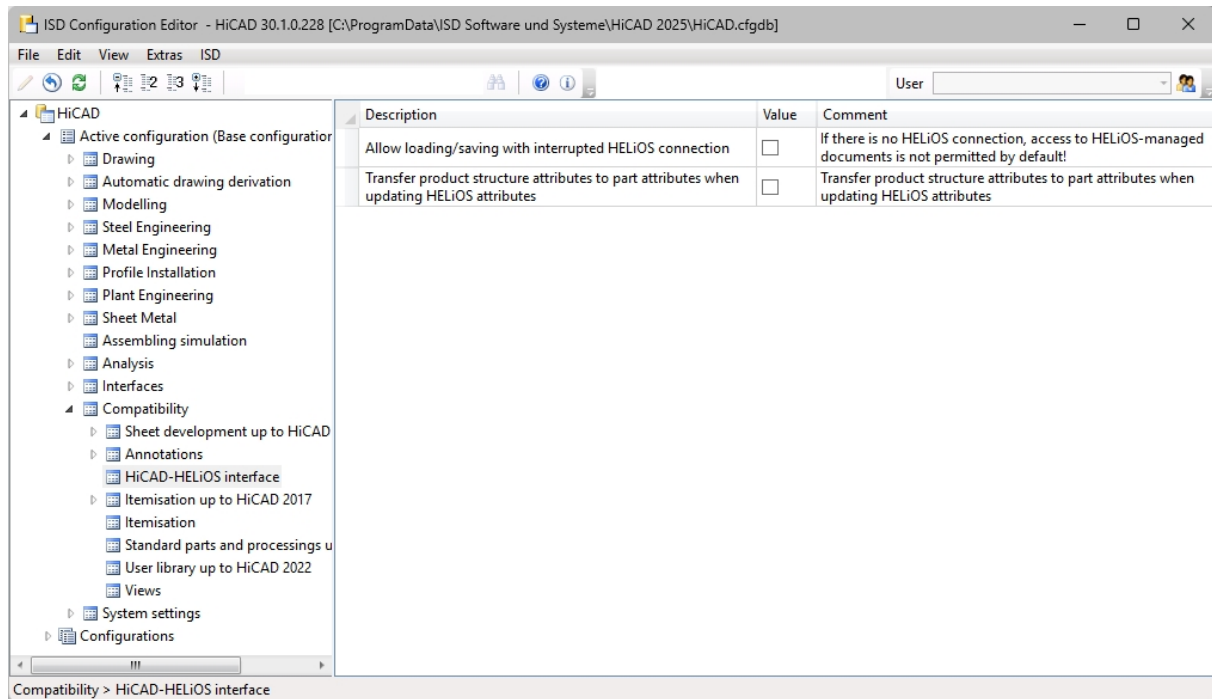 ISD Configuration Editor - HiCAD 30.1.0.228 [C:\ProgramData\ISD Software und Systeme\HiCAD 2025\HiCAD.cfgdb]
File Edit View Extras ISD
2 3 User
HiCAD
Active configuration (Base configuration
Drawing
Automatic drawing derivation
Modelling
Steel Engineering
Metal Engineering
Profile Installation
Plant Engineering
Sheet Metal
Assembling simulation
Analysis
Interfaces
Compatibility
Sheet development up to HiCAD
Annotations
HiCAD-HELiOS interface
Itemisation up to HiCAD 2017
Itemisation
Standard parts and processings u
User library up to HiCAD 2022
Views
System settings
Configurations
Description Value Comment
Allow loading/saving with interrupted HELiOS connection
If there is no HELiOS connection, access to HELiOS-managed
documents is not permitted by default!
Transfer product structure attributes to part attributes when
updating HELiOS attributes
Transfer product structure attributes to part attributes when
updating HELiOS attributes
Compatibility > HiCAD-HELiOS interface